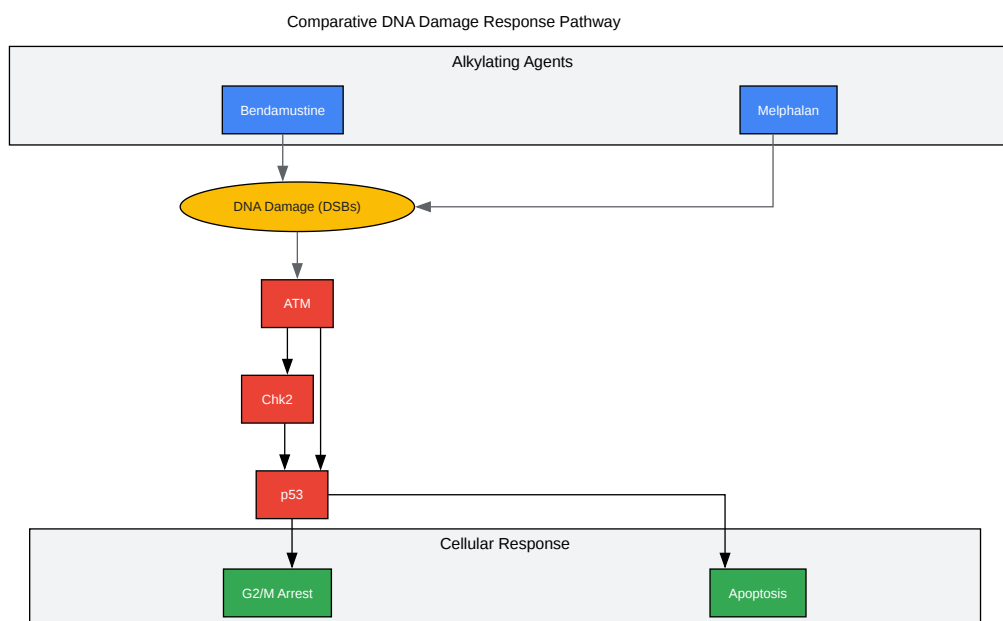 Comparative DNA Damage Response Pathway
Alkylating Agents
Bendamustine
Melphalan
DNA Damage (DSBs)
ATM
Chk2
p53
Cellular Response
G2/M Arrest
Apoptosis